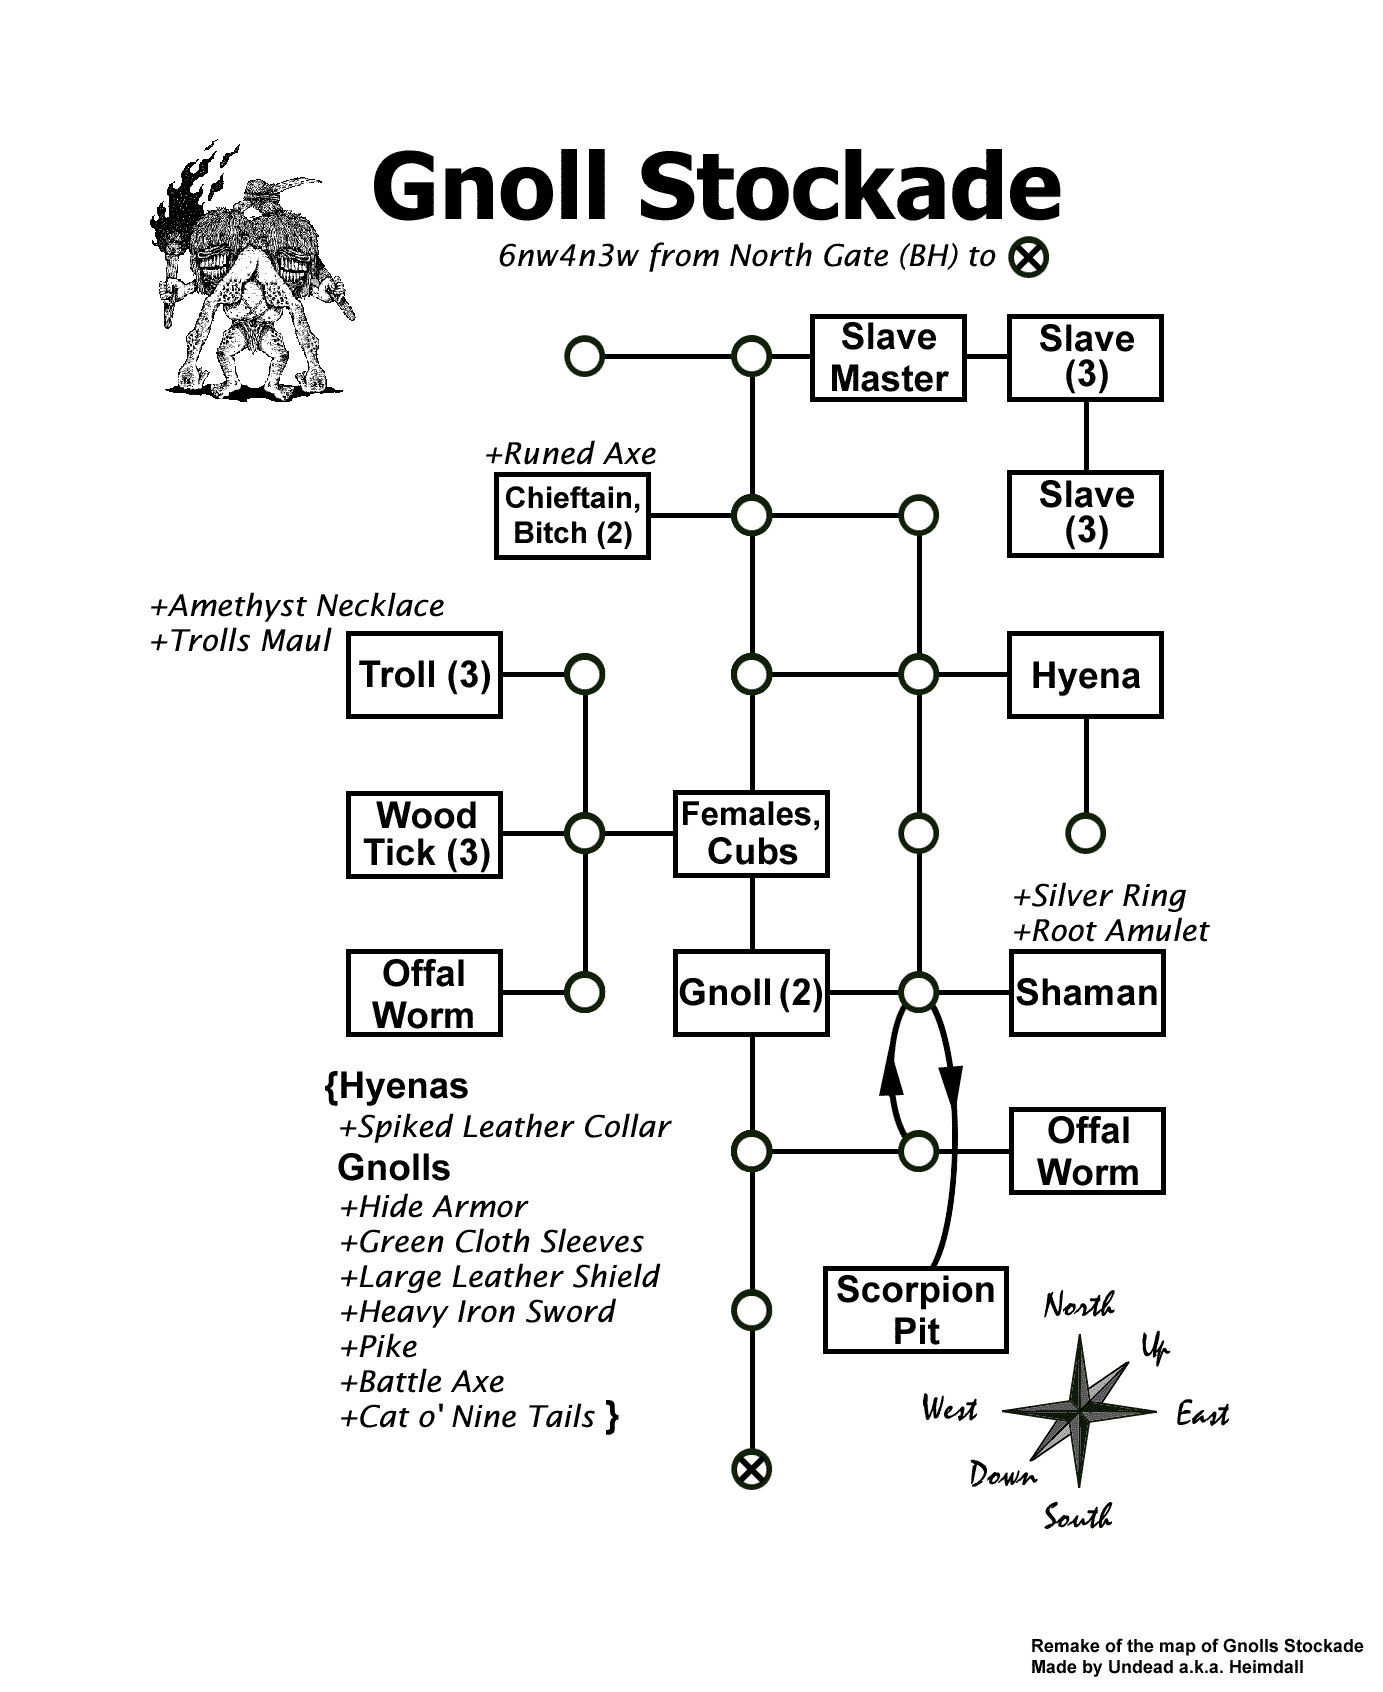 Gnoll Stockade
6nw4n3w from North Gate (BH) to
Slave
Master
Slave
(3)
+Runed Axe
Chieftain,
Bitch (2)
Slave
(3)
+Amethyst Necklace
+Trolls Maul
Troll (3)
Hyena
Wood
Tick (3)
Females,
Cubs
+Silver Ring
+Root Amulet
Offal
Worm
Gnoll (2)
Shaman
{Hyenas
+Spiked Leather Collar
Gnolls
+Hide Armor
+Green Cloth Sleeves
+Large Leather Shield
+Heavy Iron Sword
+Pike
+Battle Axe
+Cat o' Nine Tails }
Offal
Worm
Scorpion
Pit
North
Up
West
East
Down
South
Remake of the map of Gnolls Stockade
Made by Undead a.k.a. Heimdall